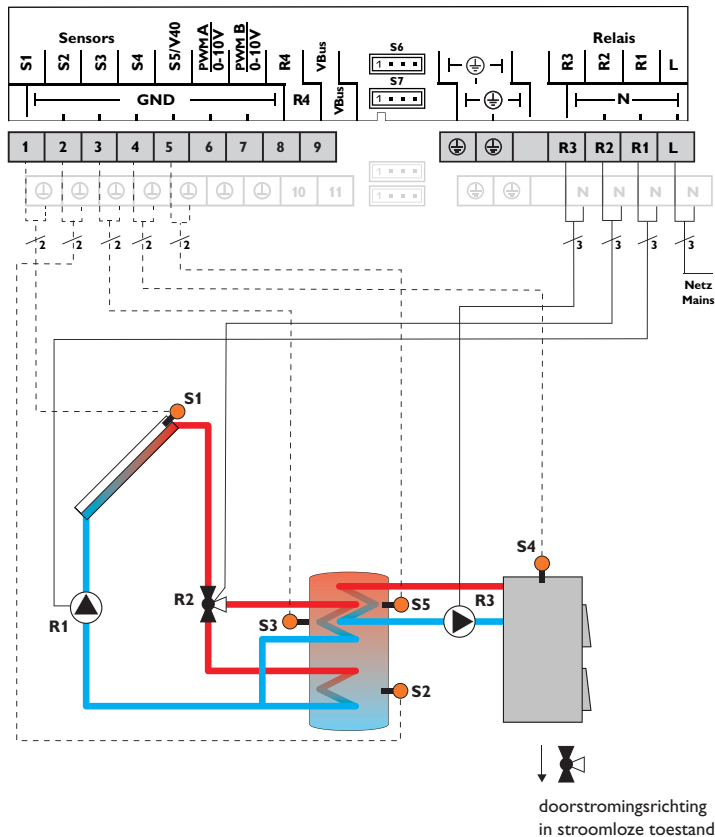 Sensors
Relais
S1 S2 S3 S4 S5/V40 PWM A 0-10V PWM B 0-10V R4 VBus
S6
1
S7
1
R3 R2 R1 L
GND
R4
VBus
N
1 2 3 4 5 6 7 8 9
R3 R2 R1 L
10 11
N N N N
2 2 2 2 2
3 3 3 3
Netz
Mains
S1
S4
R2
S5
R3
R1
S3
S2
doorstromingsrichting
in stroomloze toestand